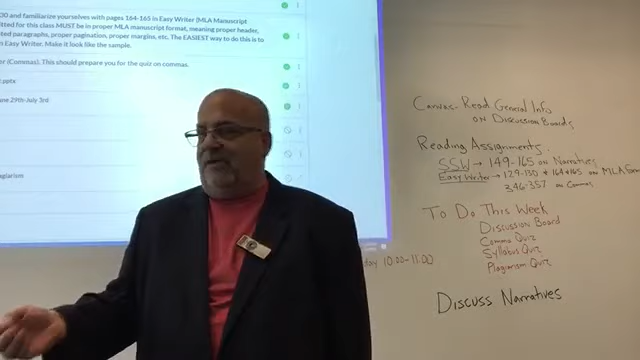 30 and familiarize yourselves with pages 164-165 in Easy Writer (MLA Manuscript
itted for this class MUST be in proper MLA manuscript format, meaning proper header,
ted paragraphs, proper pagination, proper margins, etc. The EASIEST way to do this is to
n Easy Writer. Make it look like the sample.
r (Commas). This should prepare you for the quiz on commas.
.pptx
une 29th-July 3rd
lagiarism
Canvas- Read General Info
on Discussion Boards
Reading Assignments
SSW → 149-165 on Narratives
Easy Writer → 129-130 & 164-165 on MLA Form
346-357 on Commas
To Do This Week
Discussion Board
Comma Quiz
Syllabus Quiz
Plagiarism Quiz
day 10:00-11:00
Discuss Narratives